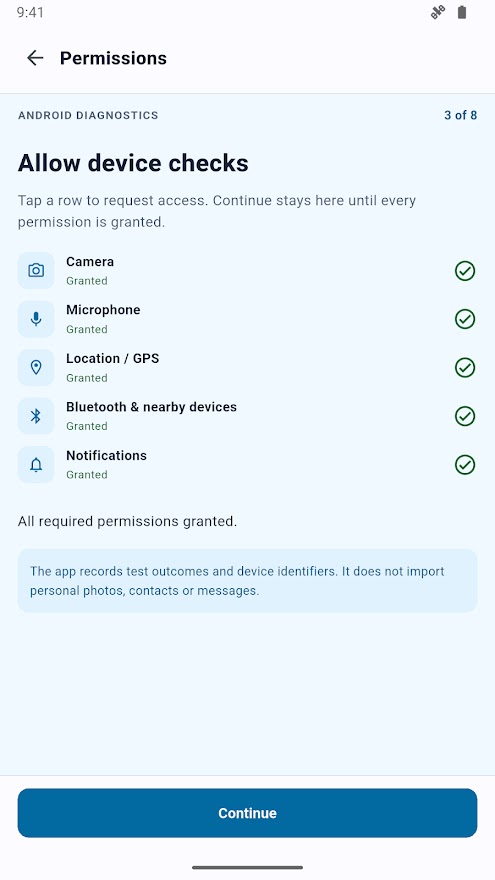 9:41
Permissions
ANDROID DIAGNOSTICS
3 of 8
Allow device checks
Tap a row to request access. Continue stays here until every
permission is granted.
Camera
Granted
Microphone
Granted
Location / GPS
Granted
Bluetooth & nearby devices
Granted
Notifications
Granted
All required permissions granted.
The app records test outcomes and device identifiers. It does not import
personal photos, contacts or messages.
Continue